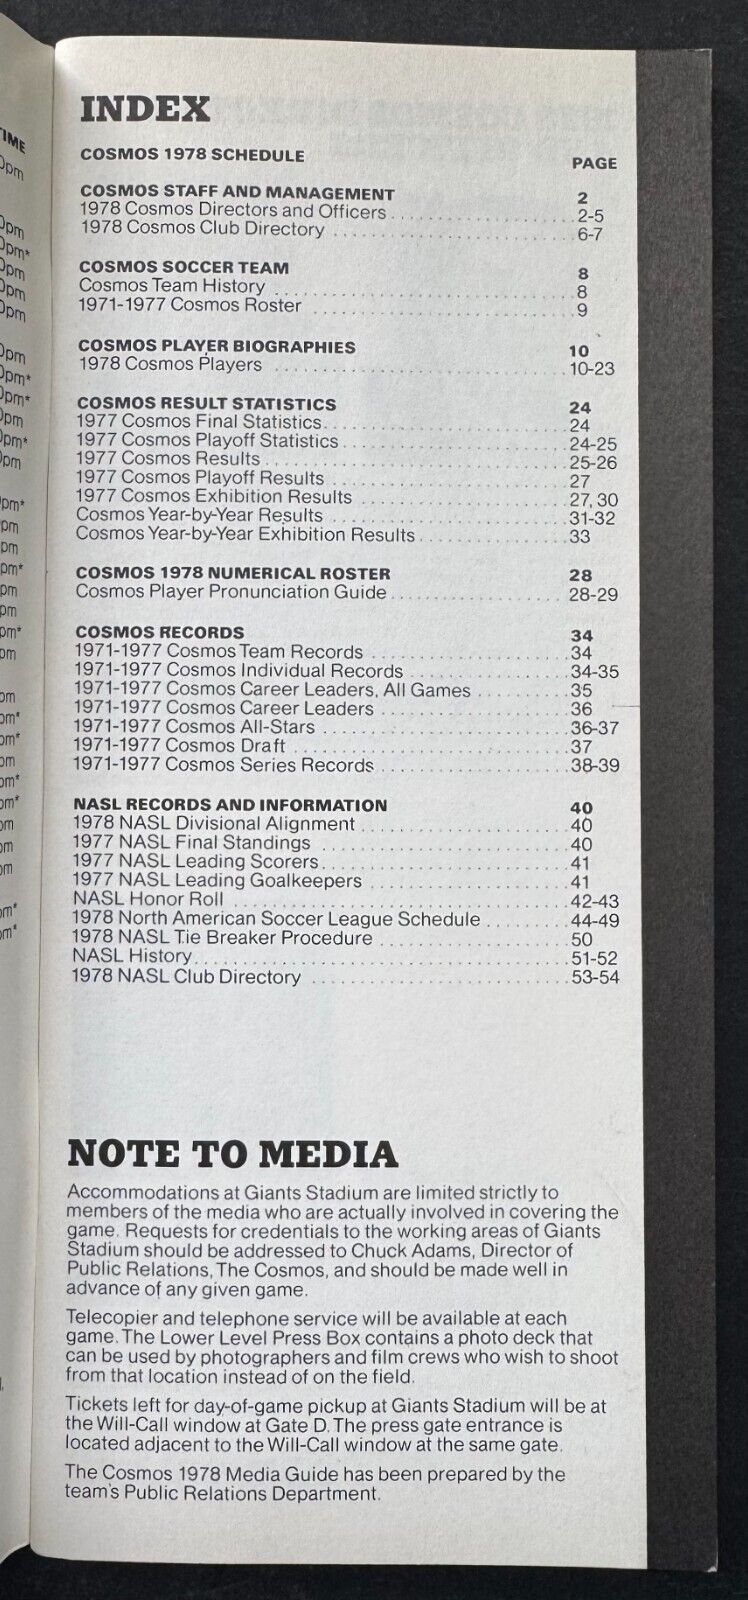 INDEX
COSMOS 1978 SCHEDULE
PAGE
COSMOS STAFF AND MANAGEMENT 2
1978 Cosmos Directors and Officers 2-5
1978 Cosmos Club Directory 6-7
COSMOS SOCCER TEAM 8
Cosmos Team History 8
1971-1977 Cosmos Roster 9
COSMOS PLAYER BIOGRAPHIES 10
1978 Cosmos Players 10-23
COSMOS RESULT STATISTICS 24
1977 Cosmos Final Statistics 24
1977 Cosmos Playoff Statistics 24-25
1977 Cosmos Results 25-26
1977 Cosmos Playoff Results 27
1977 Cosmos Exhibition Results 27, 30
Cosmos Year-by-Year Results 31-32
Cosmos Year-by-Year Exhibition Results 33
COSMOS 1978 NUMERICAL ROSTER 28
Cosmos Player Pronunciation Guide 28-29
COSMOS RECORDS 34
1971-1977 Cosmos Team Records 34
1971-1977 Cosmos Individual Records 34-35
1971-1977 Cosmos Career Leaders, All Games 35
1971-1977 Cosmos Career Leaders 36
1971-1977 Cosmos All-Stars 36-37
1971-1977 Cosmos Draft 37
1971-1977 Cosmos Series Records 38-39
NASL RECORDS AND INFORMATION 40
1978 NASL Divisional Alignment 40
1977 NASL Final Standings 40
1977 NASL Leading Scorers 41
1977 NASL Leading Goalkeepers 41
NASL Honor Roll 42-43
1978 North American Soccer League Schedule 44-49
1978 NASL Tie Breaker Procedure 50
NASL History 51-52
1978 NASL Club Directory 53-54
NOTE TO MEDIA
Accommodations at Giants Stadium are limited strictly to
members of the media who are actually involved in covering the
game. Requests for credentials to the working areas of Giants
Stadium should be addressed to Chuck Adams, Director of
Public Relations, The Cosmos, and should be made well in
advance of any given game.
Telecopier and telephone service will be available at each
game. The Lower Level Press Box contains a photo deck that
can be used by photographers and film crews who wish to shoot
from that location instead of on the field.
Tickets left for day-of-game pickup at Giants Stadium will be at
the Will-Call window at Gate D. The press gate entrance is
located adjacent to the Will-Call window at the same gate.
The Cosmos 1978 Media Guide has been prepared by the
team's Public Relations Department.